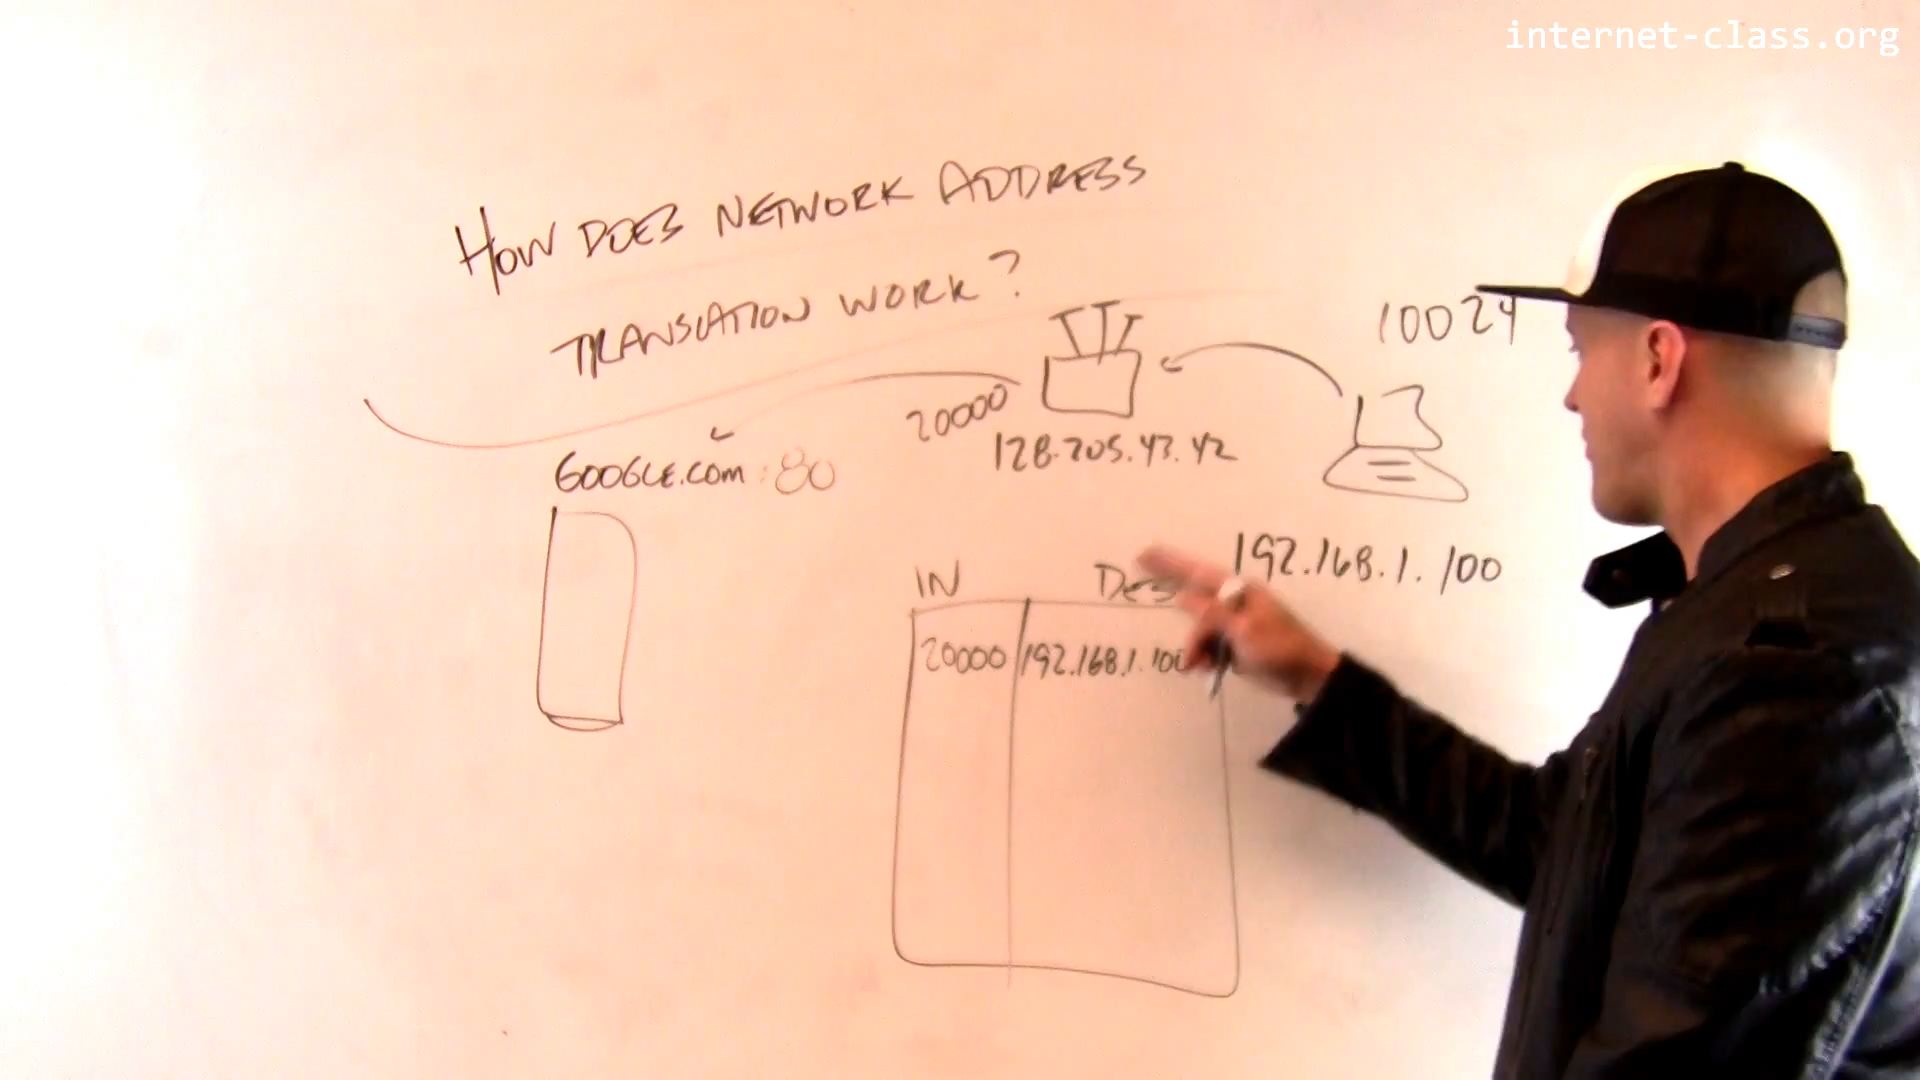 internet-class.org
HOW DOES NETWORK ADDRESS
TRANSLATION WORK?
10024
20000
128.205.43.42
GOOGLE.COM:80
192.168.1.100
IN
20000 192.168.1.100